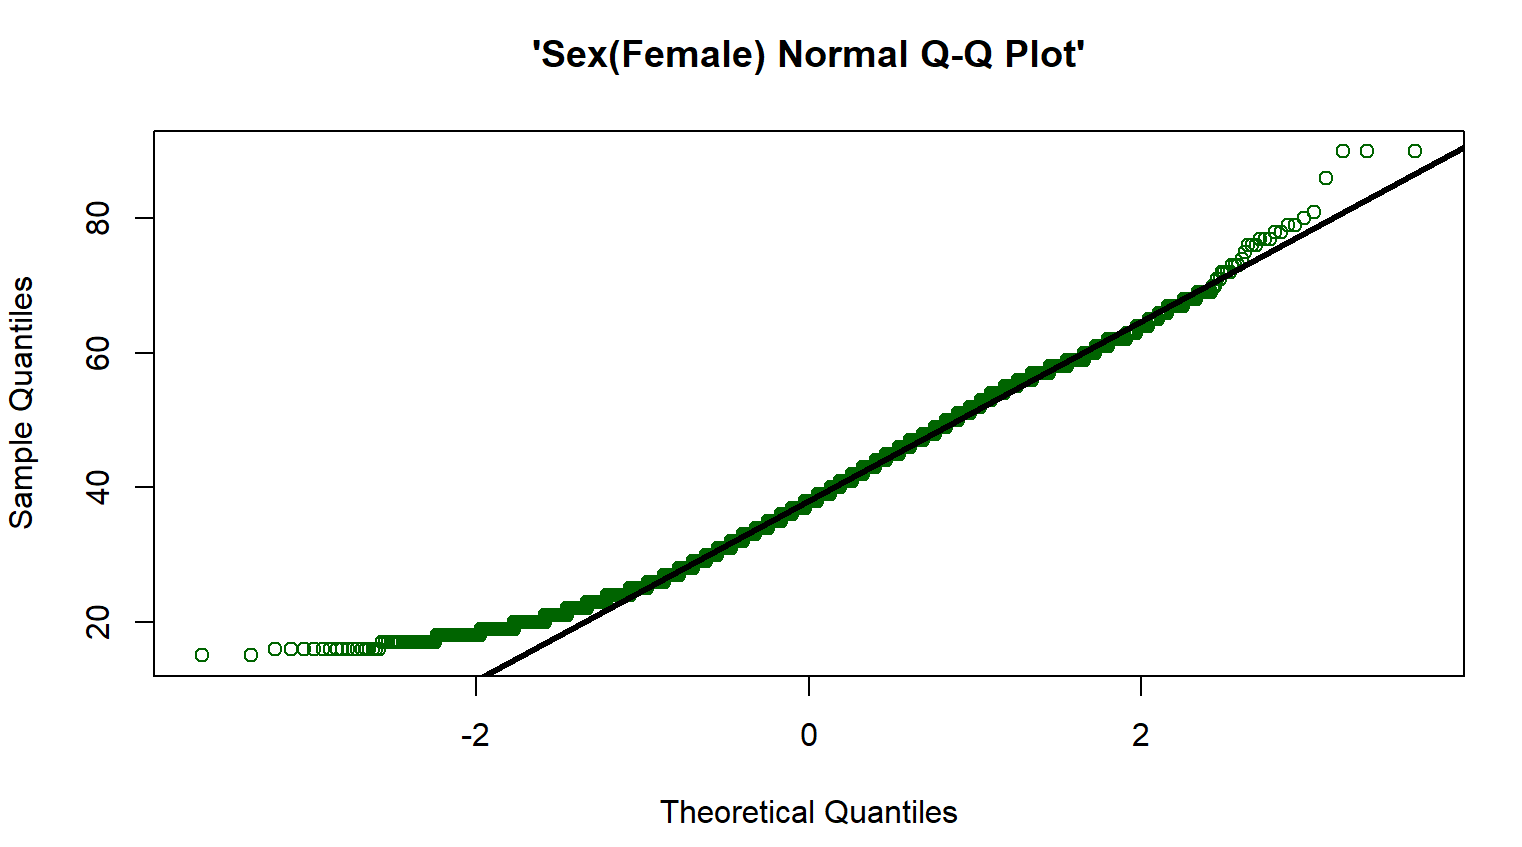 'Sex(Female) Normal Q-Q Plot'
Sample Quantiles
80
60
40
20
-2 0 2
Theoretical Quantiles